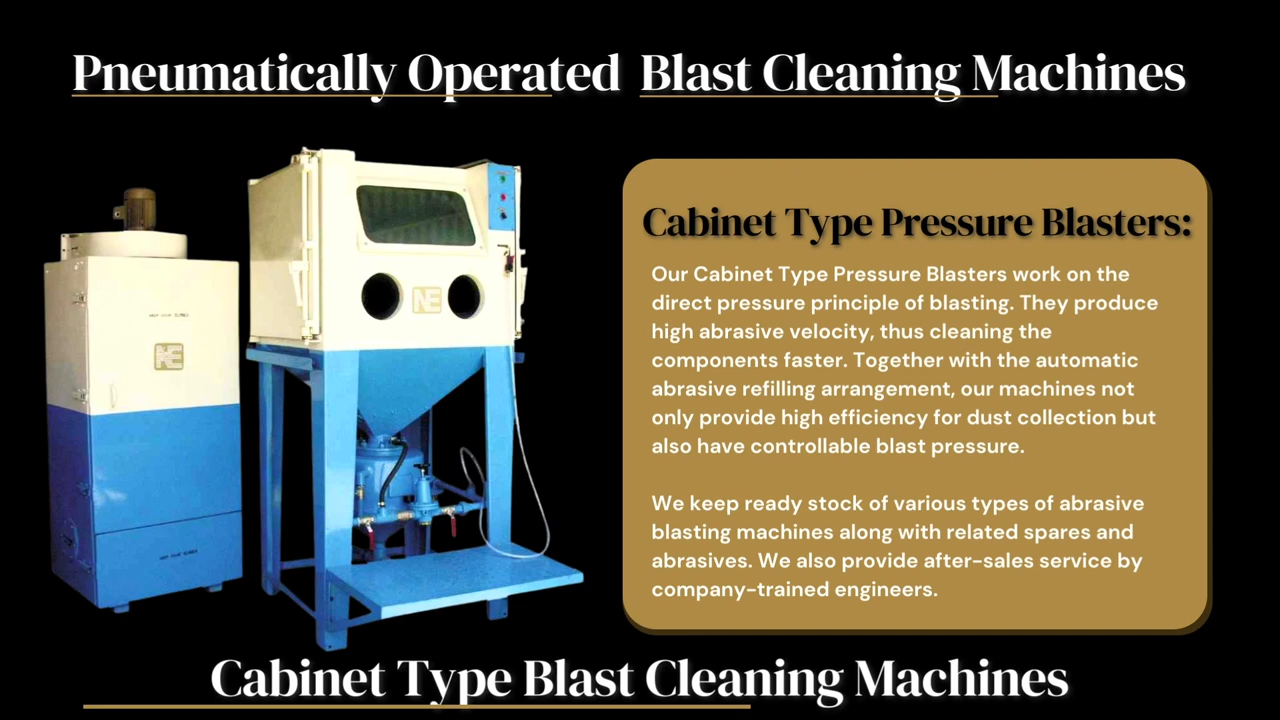 Pneumatically Operated Blast Cleaning Machines
NE
NE
Cabinet Type Pressure Blasters:
Our Cabinet Type Pressure Blasters work on the
direct pressure principle of blasting. They produce
high abrasive velocity, thus cleaning the
components faster. Together with the automatic
abrasive refilling arrangement, our machines not
only provide high efficiency for dust collection but
also have controllable blast pressure.
We keep ready stock of various types of abrasive
blasting machines along with related spares and
abrasives. We also provide after-sales service by
company-trained engineers.
Cabinet Type Blast Cleaning Machines